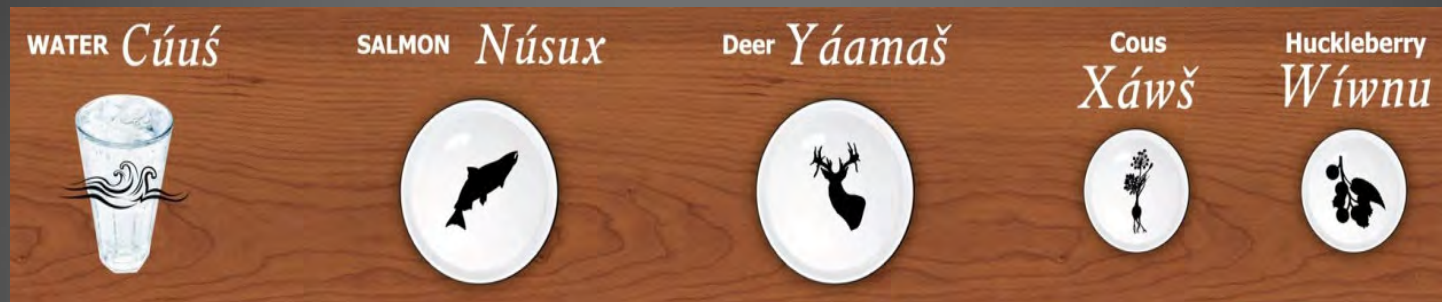 WATER Cúuś
SALMON Núsux
Deer Yáamaš
Cous
Xáwš
Huckleberry
Wíwnu